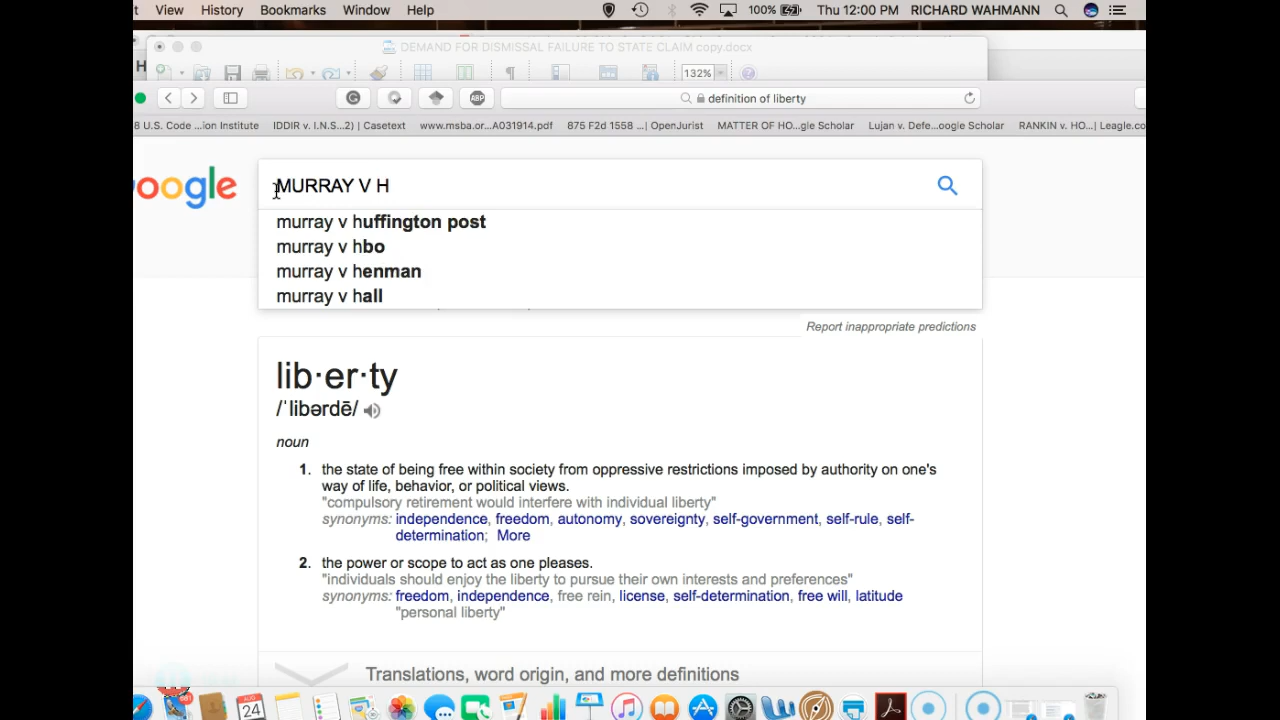 t View History Bookmarks Window Help 100% Thu 12:00 PM RICHARD WAHMANN
DEMAND FOR DISMISSAL FAILURE TO STATE CLAIM copy.docx
H 132%
ABP definition of liberty
8 U.S. Code ...ion Institute IDDIR v. I.N.S...2) | Casetext www.msba.or...A031914.pdf 875 F2d 1558 ... | OpenJurist MATTER OF HO...gle Scholar Lujan v. Defe...oogle Scholar RANKIN v. HO...| Leagle.co
oogle MURRAY V H
murray v huffington post
murray v hbo
murray v henman
murray v hall
Report inappropriate predictions
lib·er·ty
/ˈlibərdē/
noun
1. the state of being free within society from oppressive restrictions imposed by authority on one's
way of life, behavior, or political views.
"compulsory retirement would interfere with individual liberty"
synonyms: independence, freedom, autonomy, sovereignty, self-government, self-rule, self-
determination; More
2. the power or scope to act as one pleases.
"individuals should enjoy the liberty to pursue their own interests and preferences"
synonyms: freedom, independence, free rein, license, self-determination, free will, latitude
"personal liberty"
Translations, word origin, and more definitions
24